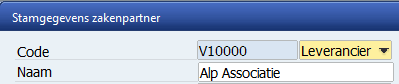 Stamgegevens zakenpartner
Code V10000 Leverancier
Naam Alp Associatie